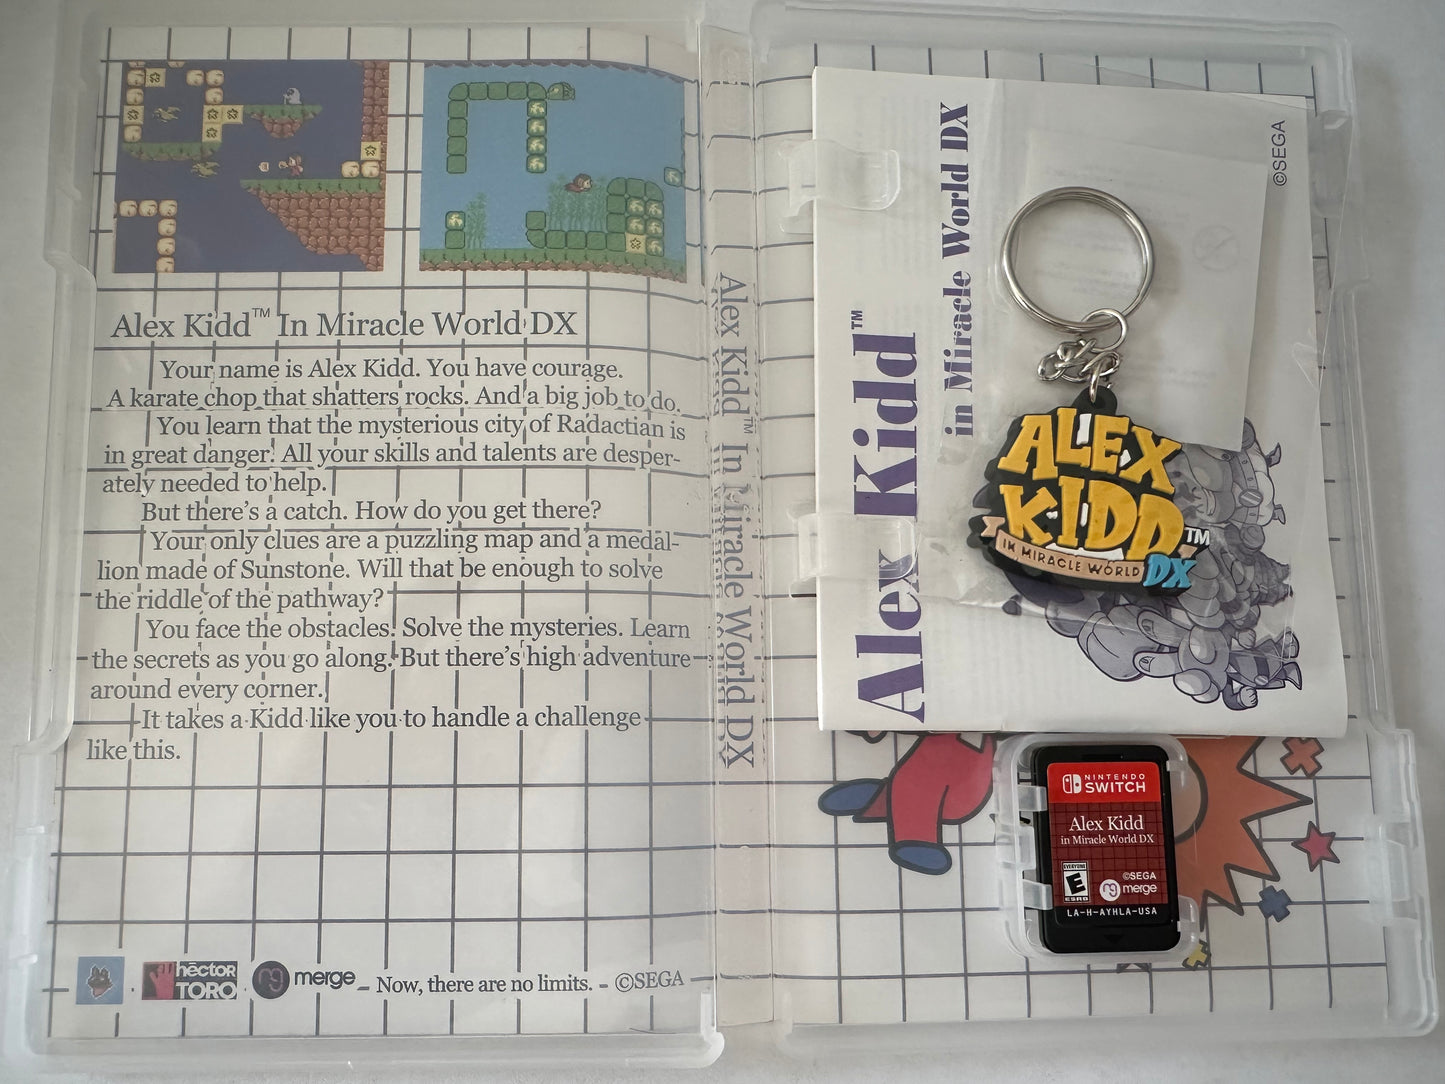 Alex Kidd™ In Miracle World DX
Your name is Alex Kidd. You have courage.
A karate chop that shatters rocks. And a big job to do.
You learn that the mysterious city of Radactian is
in great danger! All your skills and talents are desper-
ately needed to help.
But there's a catch. How do you get there?
Your only clues are a puzzling map and a medal-
lion made of Sunstone. Will that be enough to solve
the riddle of the pathway?
You face the obstacles! Solve the mysteries. Learn
the secrets as you go along. But there's high adventure
around every corner.
It takes a Kidd like you to handle a challenge
like this.
hëctor
TORO
merge
Now, there are no limits. - ©SEGA
Alex Kidd™ In Miracle World DX
Alex Kidd™
in Miracle World DX
©SEGA
ALEX
KIDD™
IN MIRACLE WORLD
DX
NINTENDO
SWITCH
Alex Kidd
in Miracle World DX
EVERYONE
E
ESRB
©SEGA
merge
LA-H-AYHLA-USA